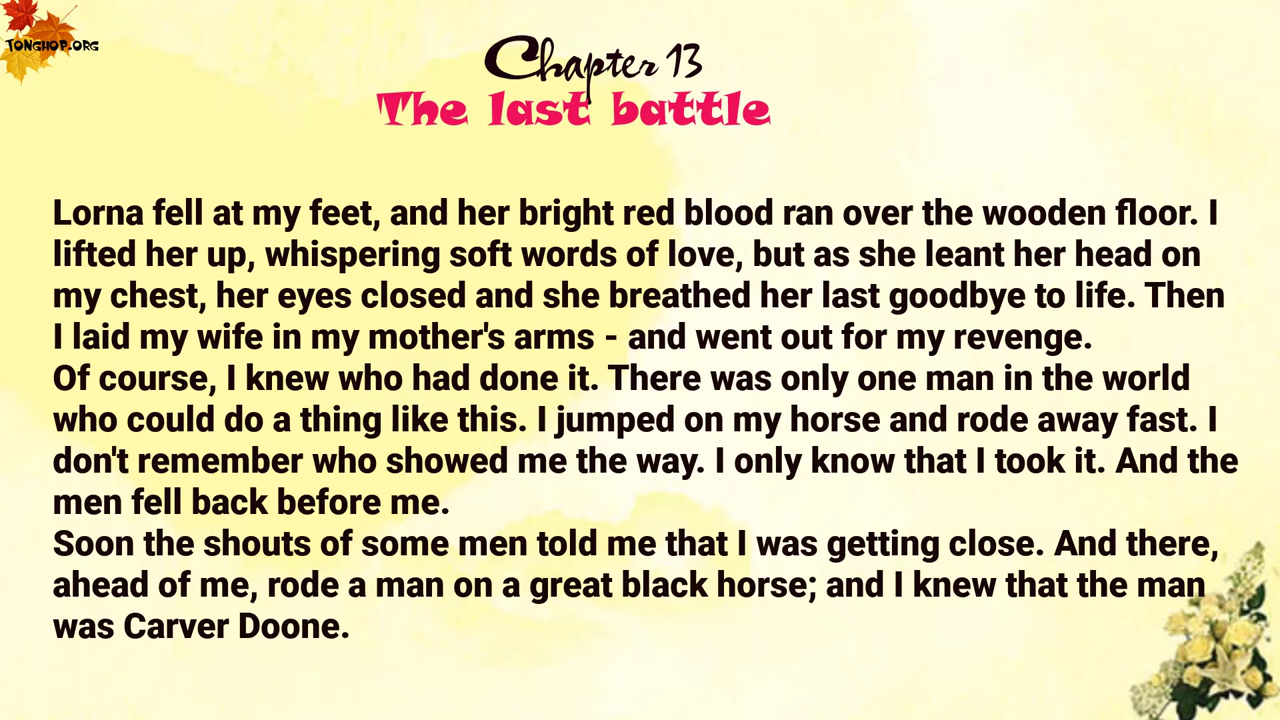 TONGHOP.ORG
Chapter 13
The last battle
Lorna fell at my feet, and her bright red blood ran over the wooden floor. I
lifted her up, whispering soft words of love, but as she leant her head on
my chest, her eyes closed and she breathed her last goodbye to life. Then
I laid my wife in my mother's arms - and went out for my revenge.
Of course, I knew who had done it. There was only one man in the world
who could do a thing like this. I jumped on my horse and rode away fast. I
don't remember who showed me the way. I only know that I took it. And the
men fell back before me.
Soon the shouts of some men told me that I was getting close. And there,
ahead of me, rode a man on a great black horse; and I knew that the man
was Carver Doone.